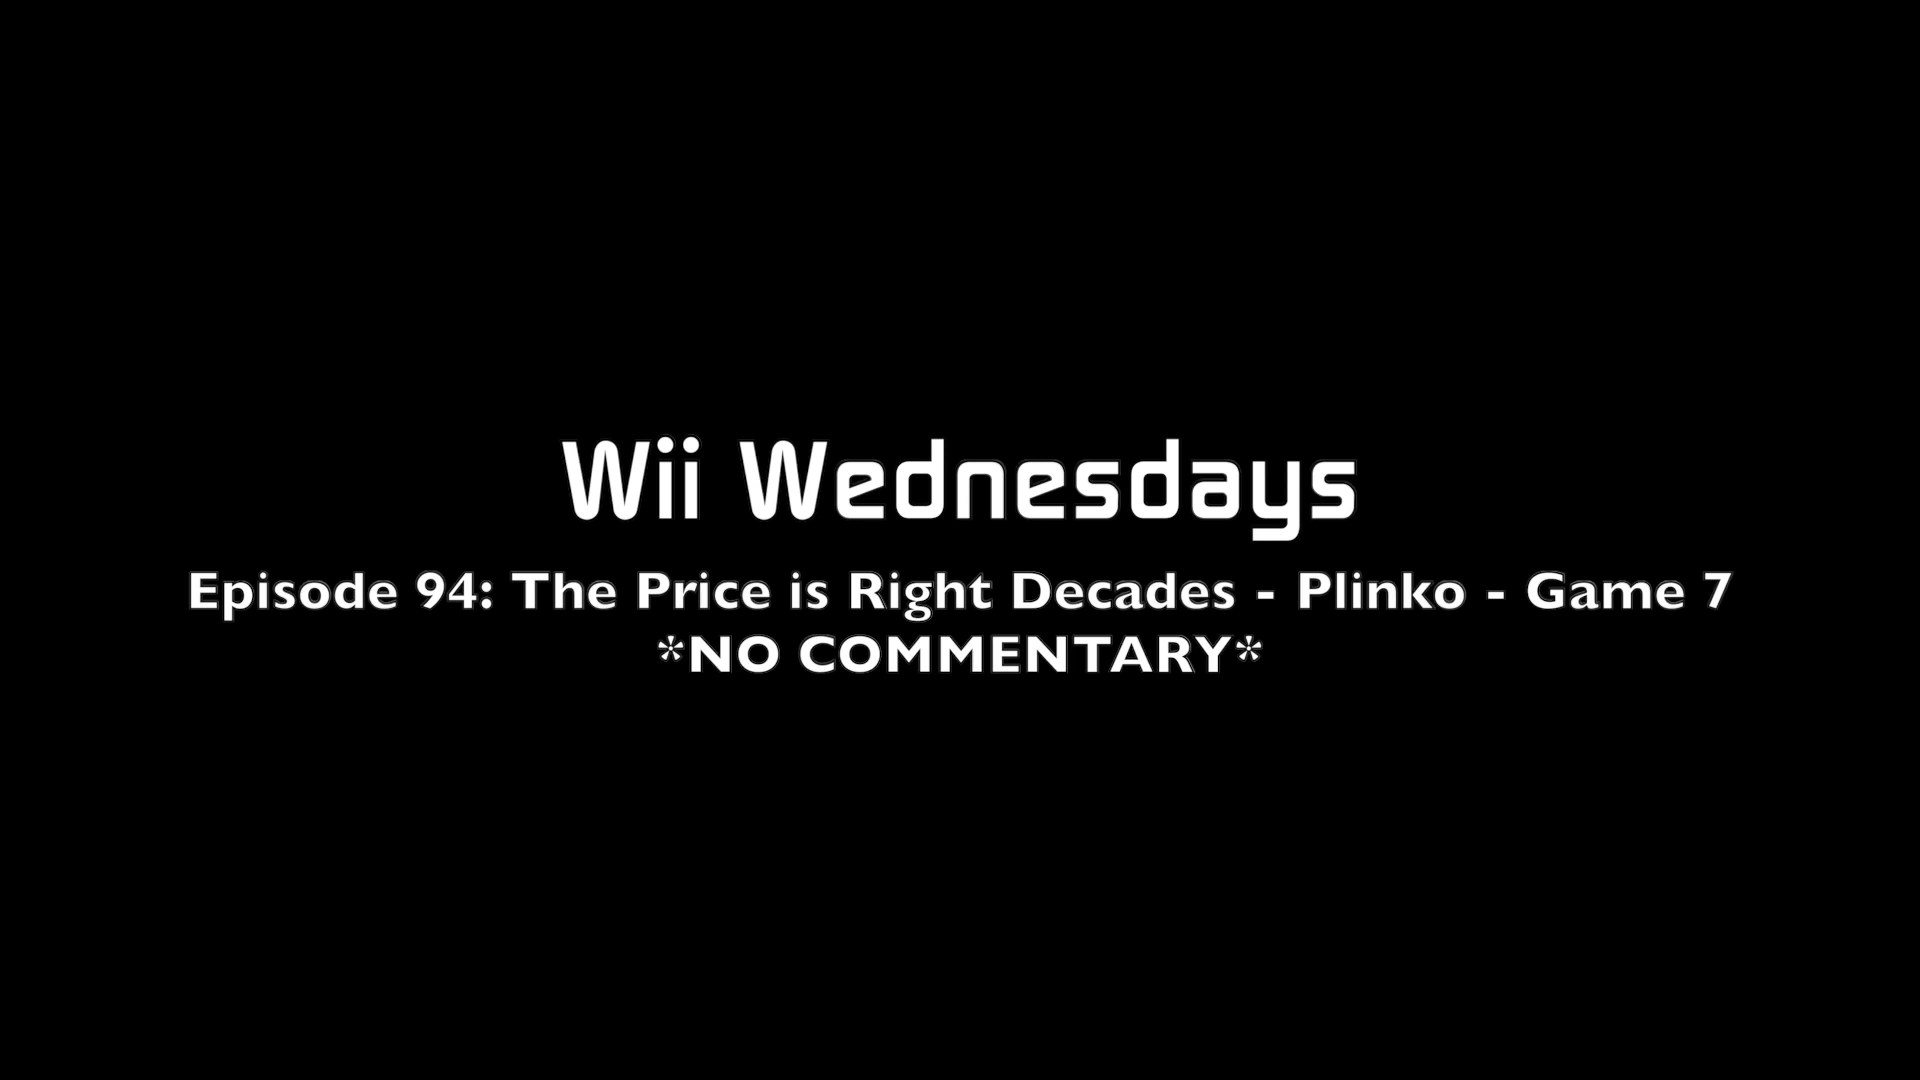 Wii Wednesdays
Episode 94: The Price is Right Decades - Plinko - Game 7
*NO COMMENTARY*